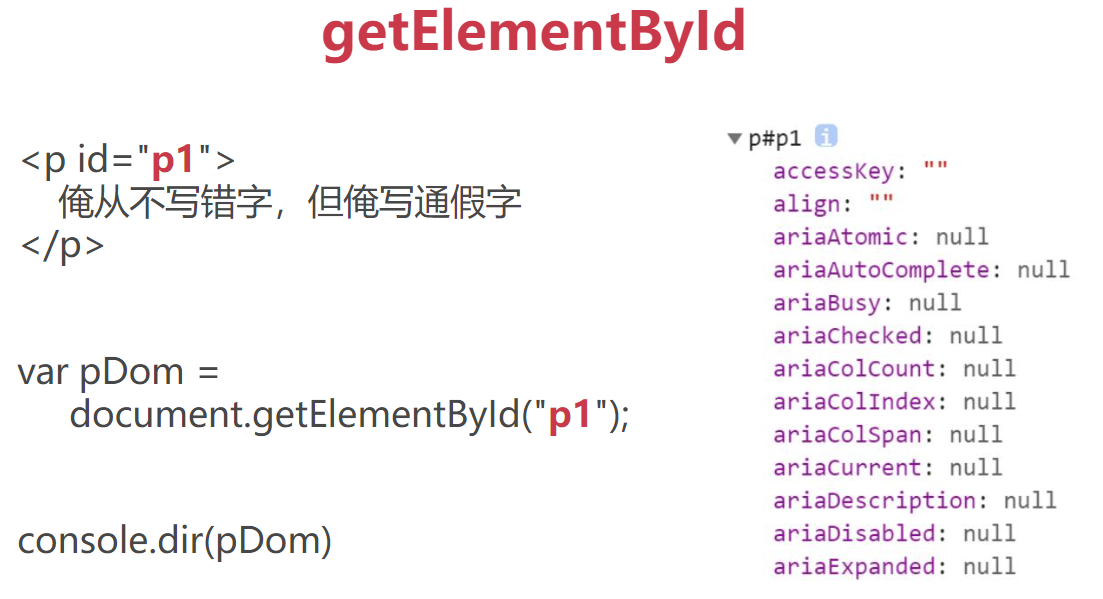 getElementById
<p id="p1">
俺从不写错字，但俺写通假字
</p>
var pDom =
document.getElementById("p1");
console.dir(pDom)
▼p#p1 i
accessKey: ""
align: ""
ariaAtomic: null
ariaAutoComplete: null
ariaBusy: null
ariaChecked: null
ariaColCount: null
ariaColIndex: null
ariaColSpan: null
ariaCurrent: null
ariaDescription: null
ariaDisabled: null
ariaExpanded: null